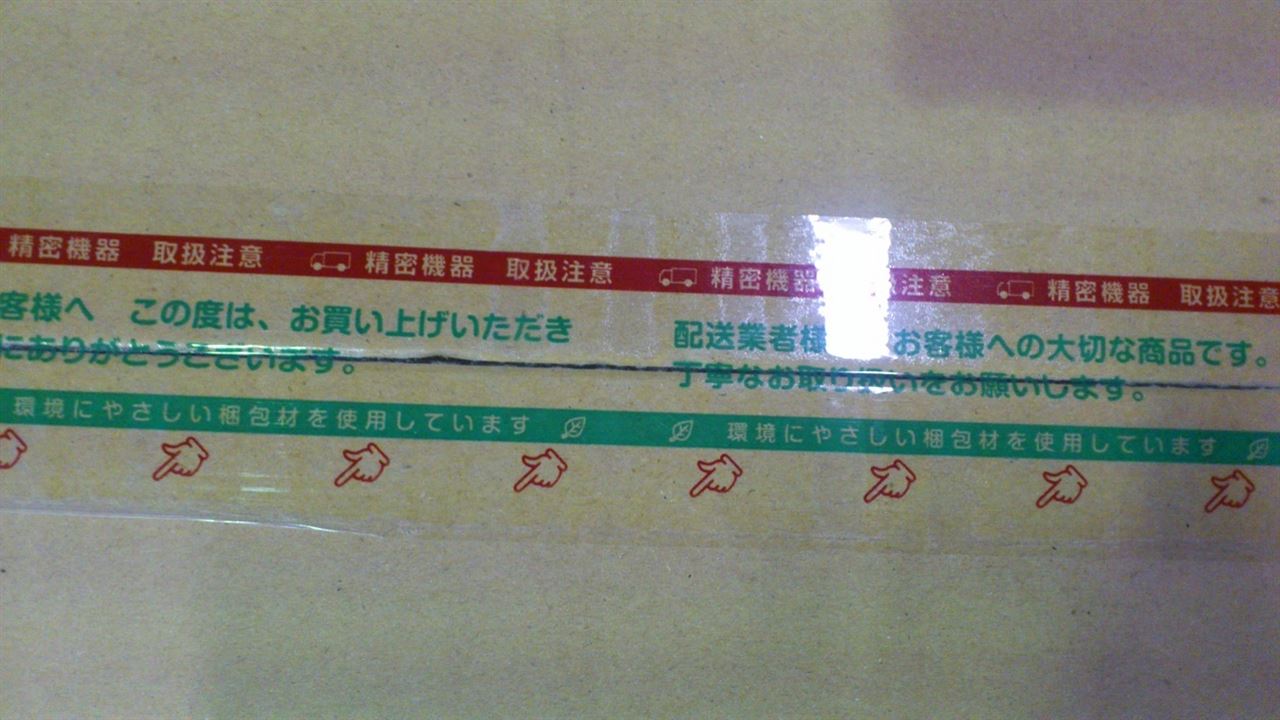 精密機器 取扱注意 精密機器 取扱注意 精密機器 注意 精密機器 取扱注意
客様へ この度は、お買い上げいただき
にありがとうございます。
配送業者様 お客様への大切な商品です。
丁寧なお取り扱いをお願いします。
環境にやさしい梱包材を使用しています 環境にやさしい梱包材を使用しています